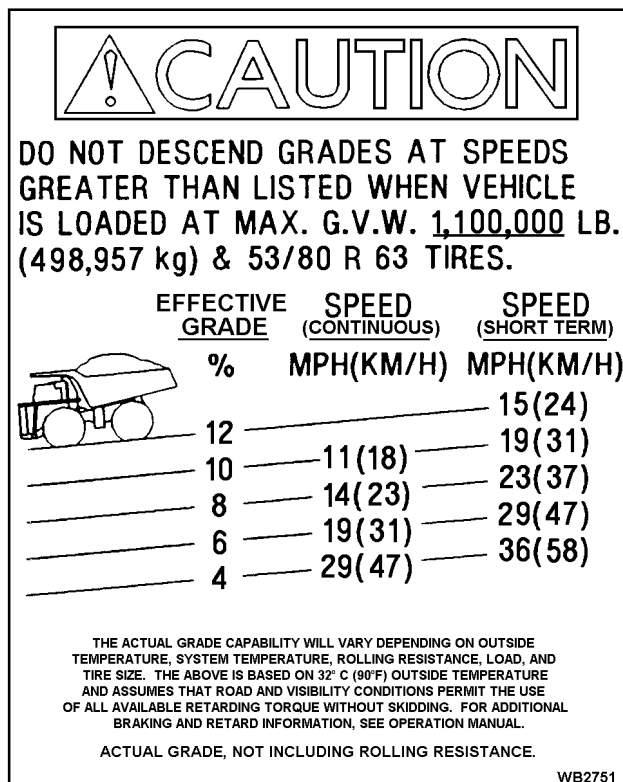 CAUTION
DO NOT DESCEND GRADES AT SPEEDS
GREATER THAN LISTED WHEN VEHICLE
IS LOADED AT MAX. G.V.W. 1,100,000 LB.
(498,957 kg) & 53/80 R 63 TIRES.
EFFECTIVE GRADE
SPEED (CONTINUOUS)
SPEED (SHORT TERM)
% MPH(KM/H) MPH(KM/H)
12 15(24)
10 11(18) 19(31)
8 14(23) 23(37)
6 19(31) 29(47)
4 29(47) 36(58)
THE ACTUAL GRADE CAPABILITY WILL VARY DEPENDING ON OUTSIDE
TEMPERATURE, SYSTEM TEMPERATURE, ROLLING RESISTANCE, LOAD, AND
TIRE SIZE. THE ABOVE IS BASED ON 32° C (90°F) OUTSIDE TEMPERATURE
AND ASSUMES THAT ROAD AND VISIBILITY CONDITIONS PERMIT THE USE
OF ALL AVAILABLE RETARDING TORQUE WITHOUT SKIDDING. FOR ADDITIONAL
BRAKING AND RETARD INFORMATION, SEE OPERATION MANUAL.
ACTUAL GRADE, NOT INCLUDING ROLLING RESISTANCE.
WB2751